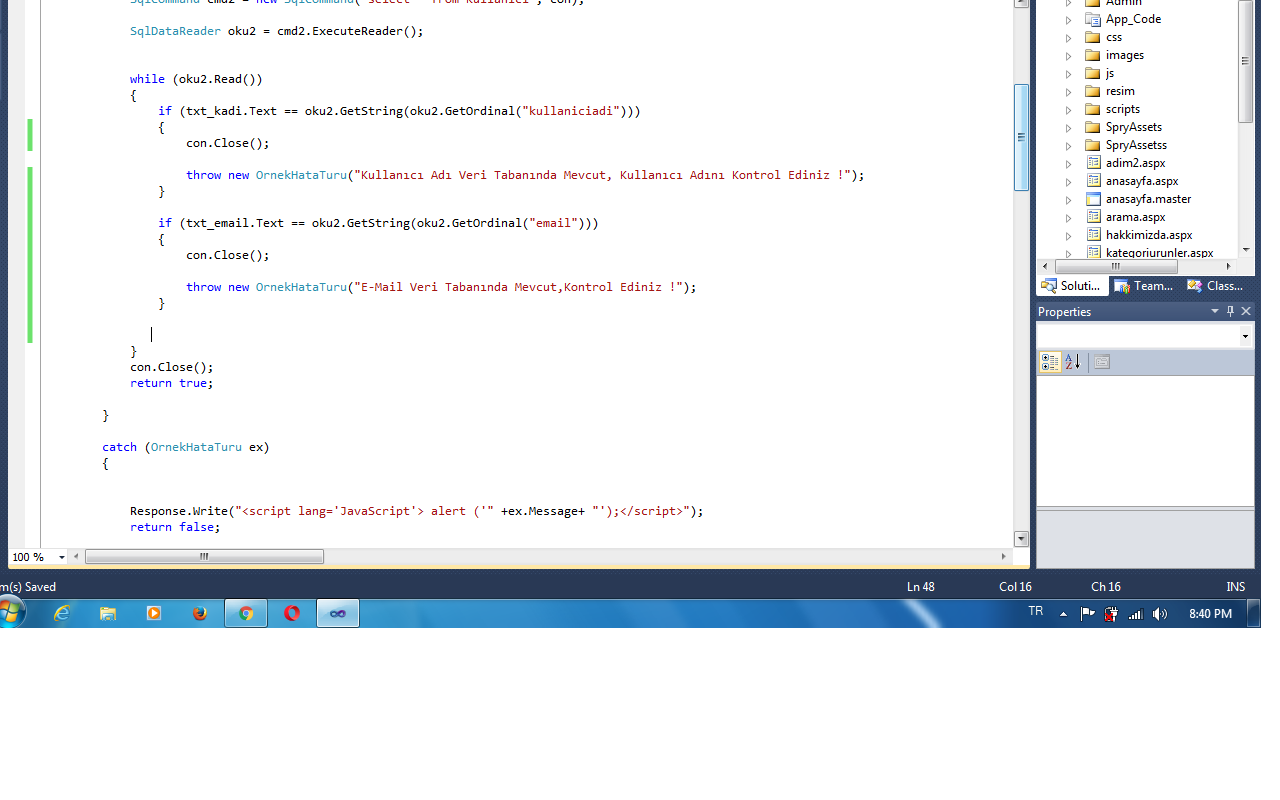 SqlCommand cmd2 = new SqlCommand("select * from Kullanici", con);
SqlDataReader oku2 = cmd2.ExecuteReader();
while (oku2.Read())
{
if (txt_kadi.Text == oku2.GetString(oku2.GetOrdinal("kullaniciadi")))
{
con.Close();
throw new OrnekHataTuru("Kullanıcı Adı Veri Tabanında Mevcut, Kullanıcı Adını Kontrol Ediniz !");
}
if (txt_email.Text == oku2.GetString(oku2.GetOrdinal("email")))
{
con.Close();
throw new OrnekHataTuru("E-Mail Veri Tabanında Mevcut,Kontrol Ediniz !");
}
}
con.Close();
return true;
}
catch (OrnekHataTuru ex)
{
Response.Write("<script lang='JavaScript'> alert ('" +ex.Message+ "');</script>");
return false;
100 %
Admin
App_Code
css
images
js
resim
scripts
SpryAssets
SpryAssetss
adim2.aspx
anasayfa.aspx
anasayfa.master
arama.aspx
hakkimizda.aspx
kategoriurunler.aspx
Soluti... Team... Class...
Properties
m(s) Saved Ln 48 Col 16 Ch 16 INS
TR 8:40 PM